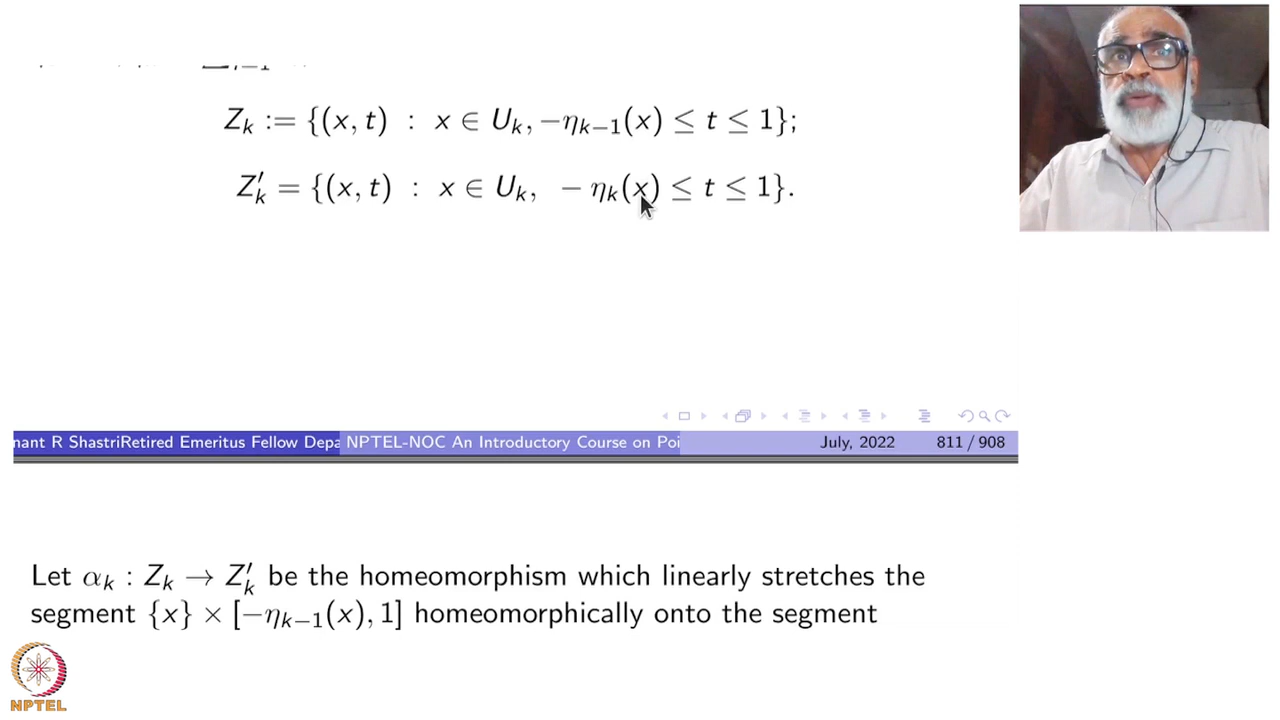 Z_k := {(x, t) : x ∈ U_k, −η_{k−1}(x) ≤ t ≤ 1};
Z′_k = {(x, t) : x ∈ U_k, − η_k(x) ≤ t ≤ 1}.
nant R ShastriRetired Emeritus Fellow Depa NPTEL-NOC An Introductory Course on Poi July, 2022 811 / 908
Let α_k : Z_k → Z′_k be the homeomorphism which linearly stretches the
segment {x} × [−η_{k−1}(x), 1] homeomorphically onto the segment
NPTEL